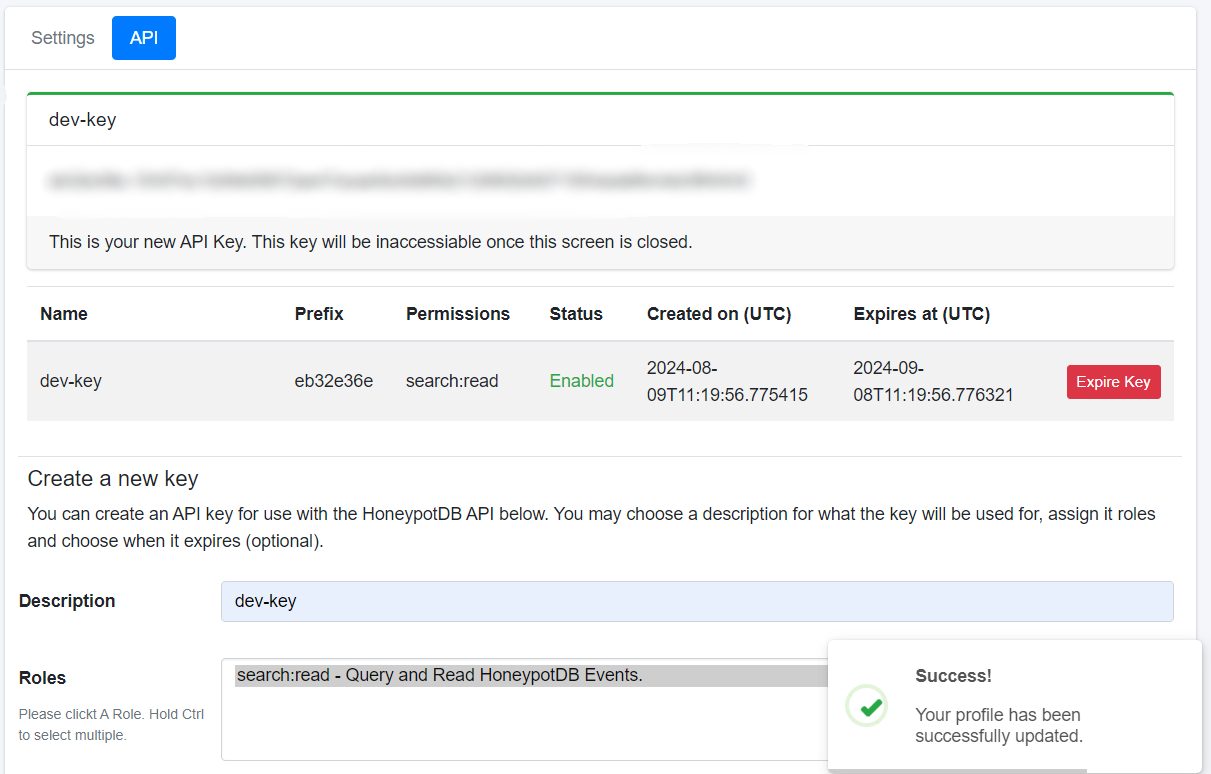 Settings API
dev-key
This is your new API Key. This key will be inaccessiable once this screen is closed.
Name Prefix Permissions Status Created on (UTC) Expires at (UTC)
dev-key eb32e36e search:read Enabled 2024-08-09T11:19:56.775415 2024-09-08T11:19:56.776321 Expire Key
Create a new key
You can create an API key for use with the HoneypotDB API below. You may choose a description for what the key will be used for, assign it roles
and choose when it expires (optional).
Description dev-key
Roles search:read - Query and Read HoneypotDB Events.
Please clickt A Role. Hold Ctrl
to select multiple.
Success!
Your profile has been
successfully updated.